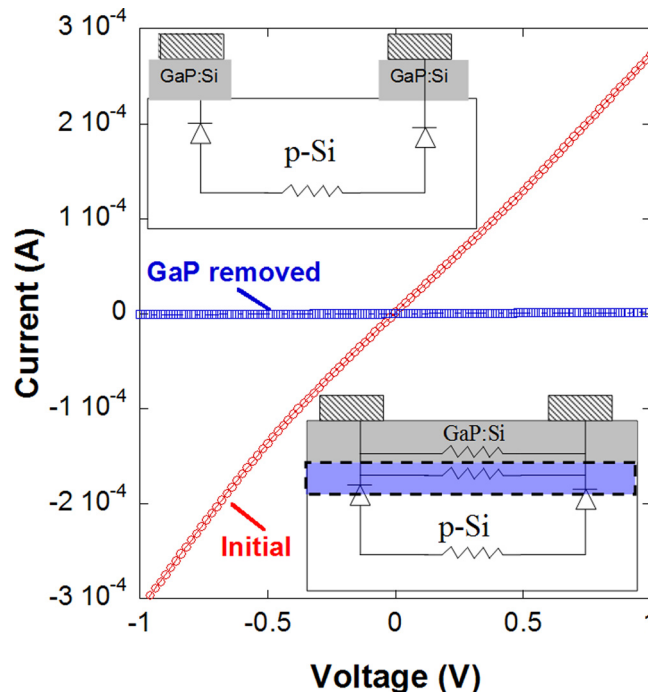 3 10-4
GaP:Si GaP:Si
2 10-4
p-Si
1 10-4
GaP removed
0
Current (A)
-1 10-4
GaP:Si
-2 10-4
p-Si
Initial
-3 10-4
-1 -0.5 0 0.5 1
Voltage (V)